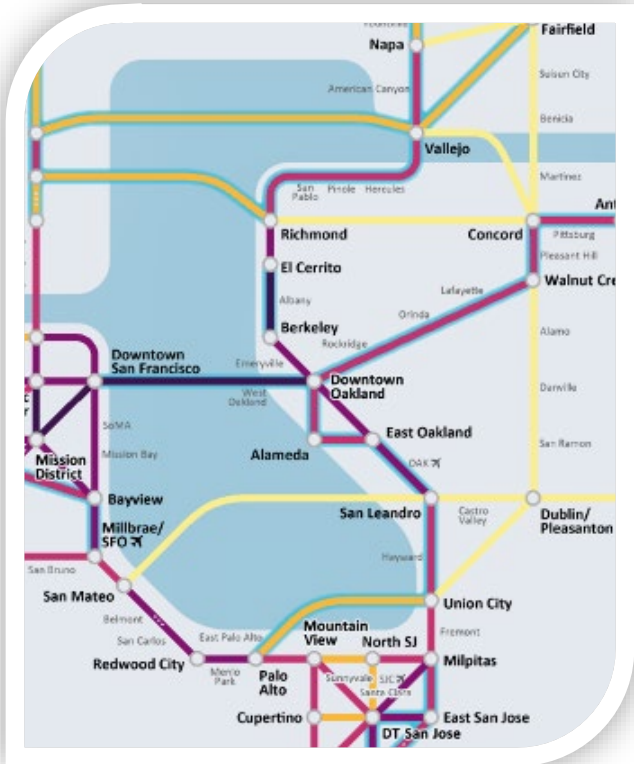 Fairfield
Napa
Suisun City
American Canyon
Benicia
Vallejo
Martinez
San
Pablo
Pinole
Hercules
Ant
Richmond
Concord
Pittsburg
Pleasant Hill
El Cerrito
Walnut Cre
Lafayette
Albany
Orinda
Berkeley
Alamo
Rockridge
Downtown
San Francisco
Emeryville
Downtown
Oakland
Danville
West
Oakland
SoMA
East Oakland
San Ramon
Alameda
Mission Bay
Mission
District
OAK
Bayview
San Leandro
Castro
Valley
Dublin/
Pleasanton
Millbrae/
SFO
Hayward
San Bruno
San Mateo
Union City
Belmont
Mountain
View
Fremont
San Carlos
East Palo Alto
North SJ
Redwood City
Menlo
Park
Palo
Alto
Sunnyvale
SJC
Milpitas
Santa Clara
Cupertino
East San Jose
DT San Jose